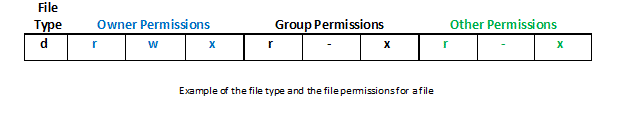 File
Type Owner Permissions Group Permissions Other Permissions
d r w x r - x r - x
Example of the file type and the file permissions for a file